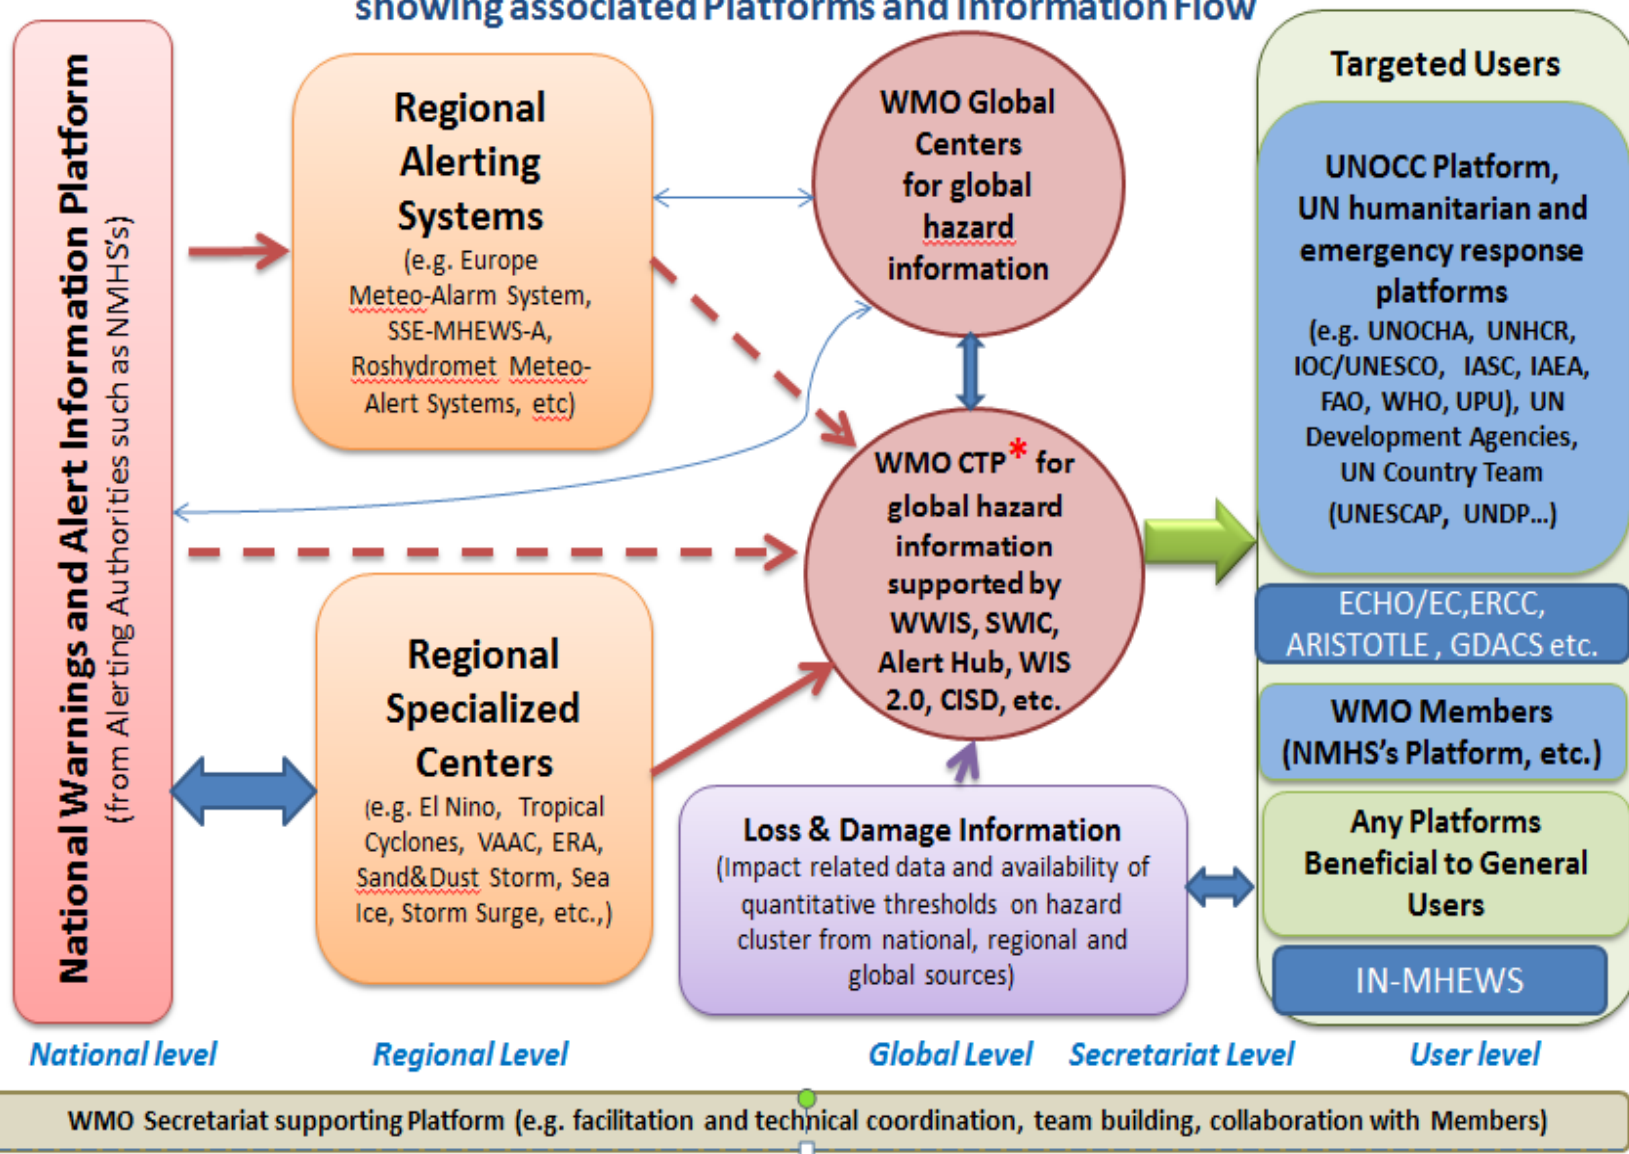 showing associated Platforms and Information Flow
National Warnings and Alert Information Platform
(from Alerting Authorities such as NMHS's)
Regional
Alerting
Systems
(e.g. Europe
Meteo-Alarm System,
SSE-MHEWS-A,
Roshydromet Meteo-
Alert Systems, etc)
WMO Global
Centers
for global
hazard
information
Regional
Specialized
Centers
(e.g. El Nino, Tropical
Cyclones, VAAC, ERA,
Sand&Dust Storm, Sea
Ice, Storm Surge, etc.,)
WMO CTP* for
global hazard
information
supported by
WWIS, SWIC,
Alert Hub, WIS
2.0, CISD, etc.
Loss & Damage Information
(Impact related data and availability of
quantitative thresholds on hazard
cluster from national, regional and
global sources)
Targeted Users
UNOCC Platform,
UN humanitarian and
emergency response
platforms
(e.g. UNOCHA, UNHCR,
IOC/UNESCO, IASC, IAEA,
FAO, WHO, UPU), UN
Development Agencies,
UN Country Team
(UNESCAP, UNDP...)
ECHO/EC,ERCC,
ARISTOTLE , GDACS etc.
WMO Members
(NMHS's Platform, etc.)
Any Platforms
Beneficial to General
Users
IN-MHEWS
National level
Regional Level
Global Level
Secretariat Level
User level
WMO Secretariat supporting Platform (e.g. facilitation and technical coordination, team building, collaboration with Members)